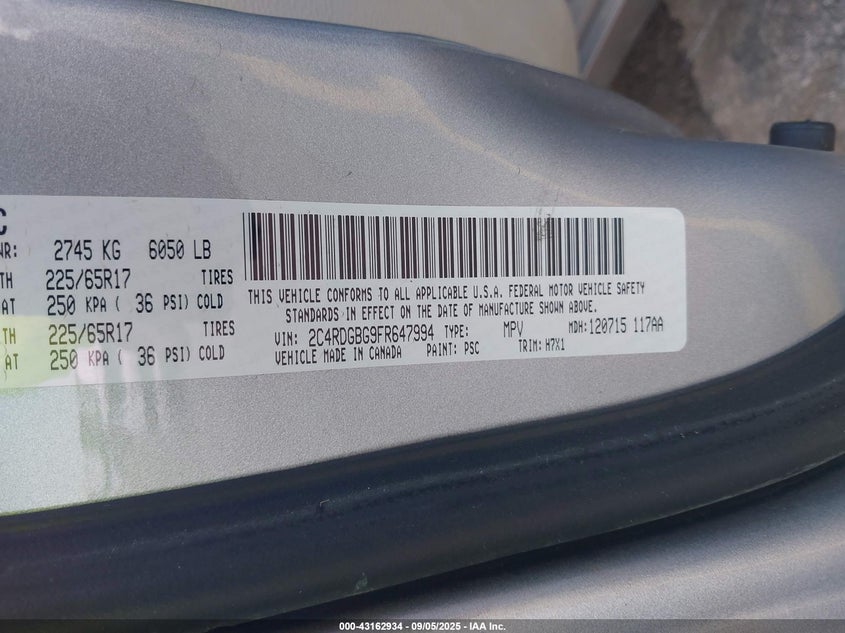 C
WR: 2745 KG 6050 LB
TH 225/65R17 TIRES
AT 250 KPA ( 36 PSI) COLD
TH 225/65R17 TIRES
AT 250 KPA ( 36 PSI) COLD
THIS VEHICLE CONFORMS TO ALL APPLICABLE U.S.A. FEDERAL MOTOR VEHICLE SAFETY
STANDARDS IN EFFECT ON THE DATE OF MANUFACTURE SHOWN ABOVE.
VIN: 2C4RDGBG9FR647994 TYPE: MPV MDH: 120715 117AA
VEHICLE MADE IN CANADA PAINT: PSC TRIM: H7X1
000-43162934 - 09/05/2025 - IAA Inc.